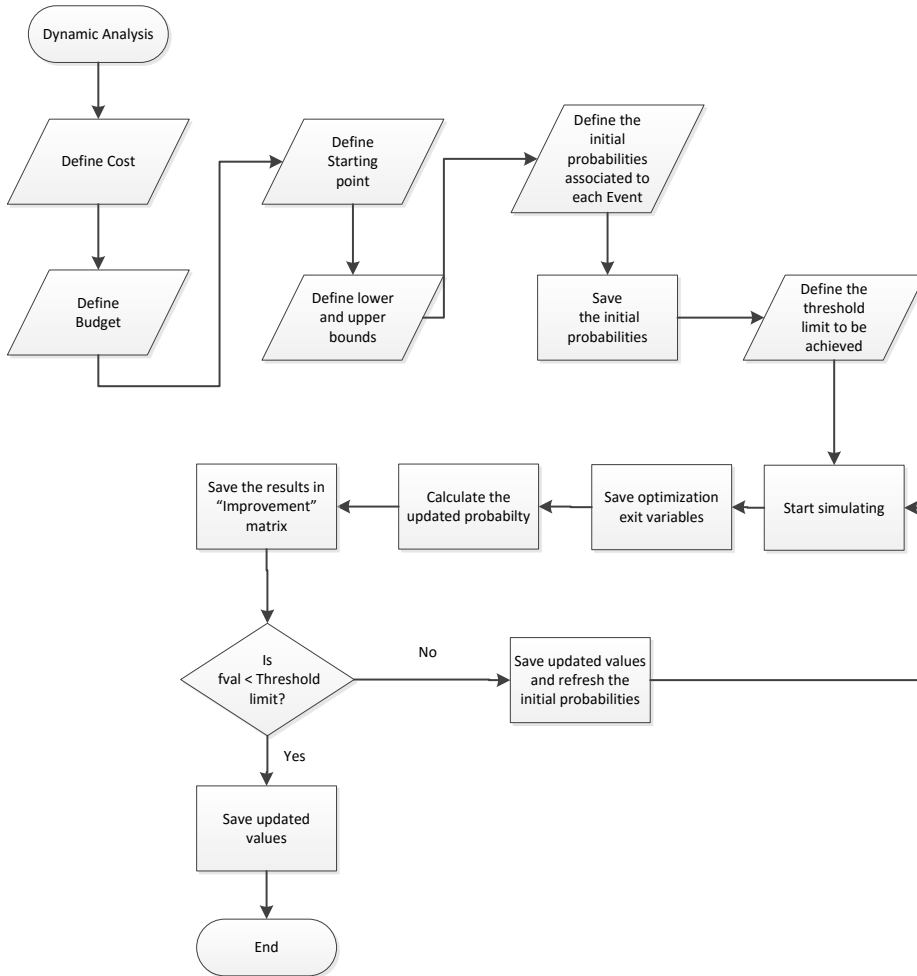 Dynamic Analysis
Define Cost
Define
Budget
Define
Starting
point
Define lower
and upper
bounds
Define the
initial
probabilities
associated to
each Event
Save
the initial
probabilities
Define the
threshold
limit to be
achieved
Start simulating
Save optimization
exit variables
Calculate the
updated probabilty
Save the results in
“Improvement”
matrix
Is
fval < Threshold
limit?
No
Save updated values
and refresh the
initial probabilities
Yes
Save updated
values
End